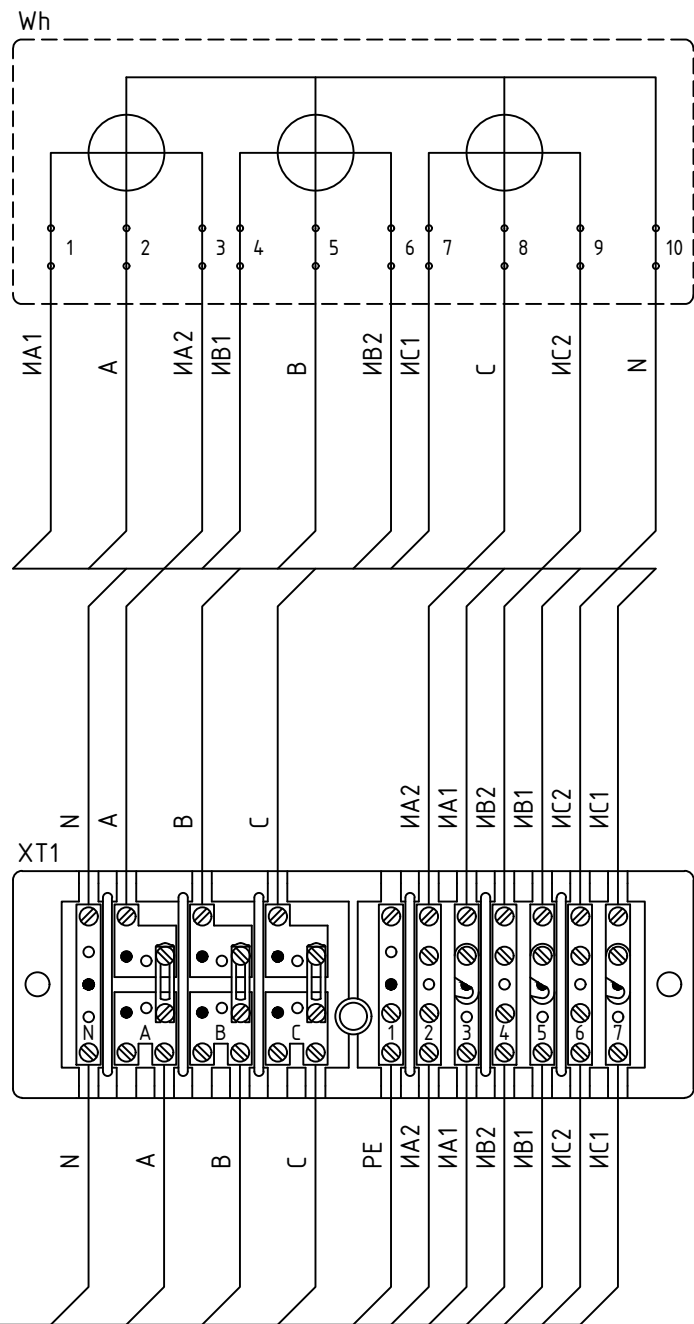 Wh
1 2 3 4 5 6 7 8 9 10
ИА1 А ИА2 ИВ1 В ИВ2 ИС1 С ИС2 N
N А В С ИА2 ИА1 ИВ2 ИВ1 ИС2 ИС1
XT1
N А В С 1 2 3 4 5 6 7
N А В С PE ИА2 ИА1 ИВ2 ИВ1 ИС2 ИС1